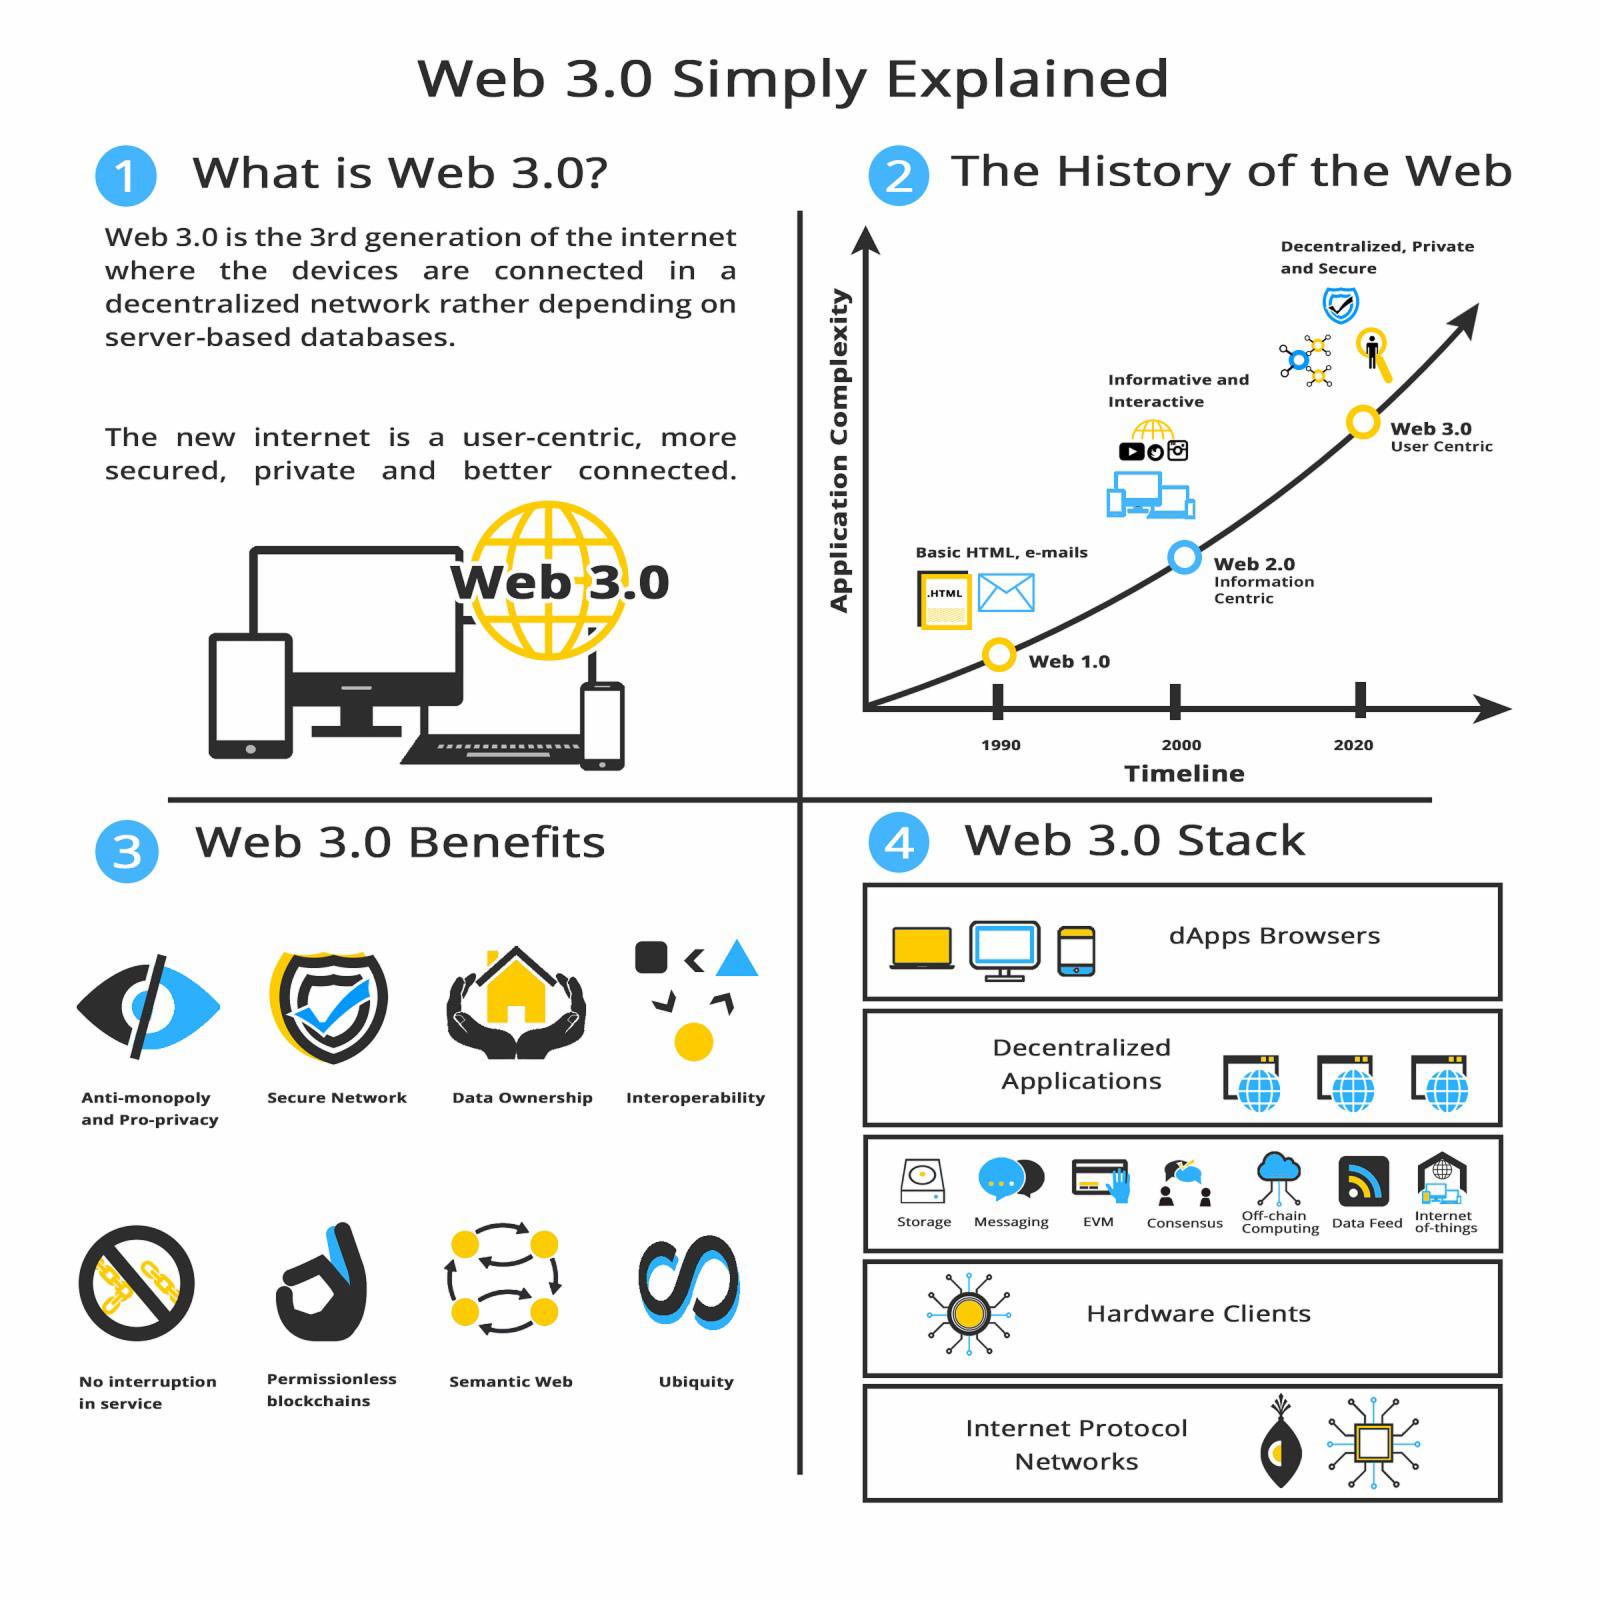 Web 3.0 Simply Explained
1 What is Web 3.0?
Web 3.0 is the 3rd generation of the internet
where the devices are connected in a
decentralized network rather depending on
server-based databases.
The new internet is a user-centric, more
secured, private and better connected.
Web 3.0
2 The History of the Web
Application Complexity
Decentralized, Private
and Secure
Informative and
Interactive
Basic HTML, e-mails
.HTML
Web 3.0
User Centric
Web 2.0
Information
Centric
Web 1.0
1990 2000 2020
Timeline
3 Web 3.0 Benefits
Anti-monopoly
and Pro-privacy
Secure Network
Data Ownership
Interoperability
No interruption
in service
Permissionless
blockchains
Semantic Web
Ubiquity
4 Web 3.0 Stack
dApps Browsers
Decentralized
Applications
Storage
Messaging
EVM
Consensus
Off-chain
Computing
Data Feed
Internet
of-things
Hardware Clients
Internet Protocol
Networks